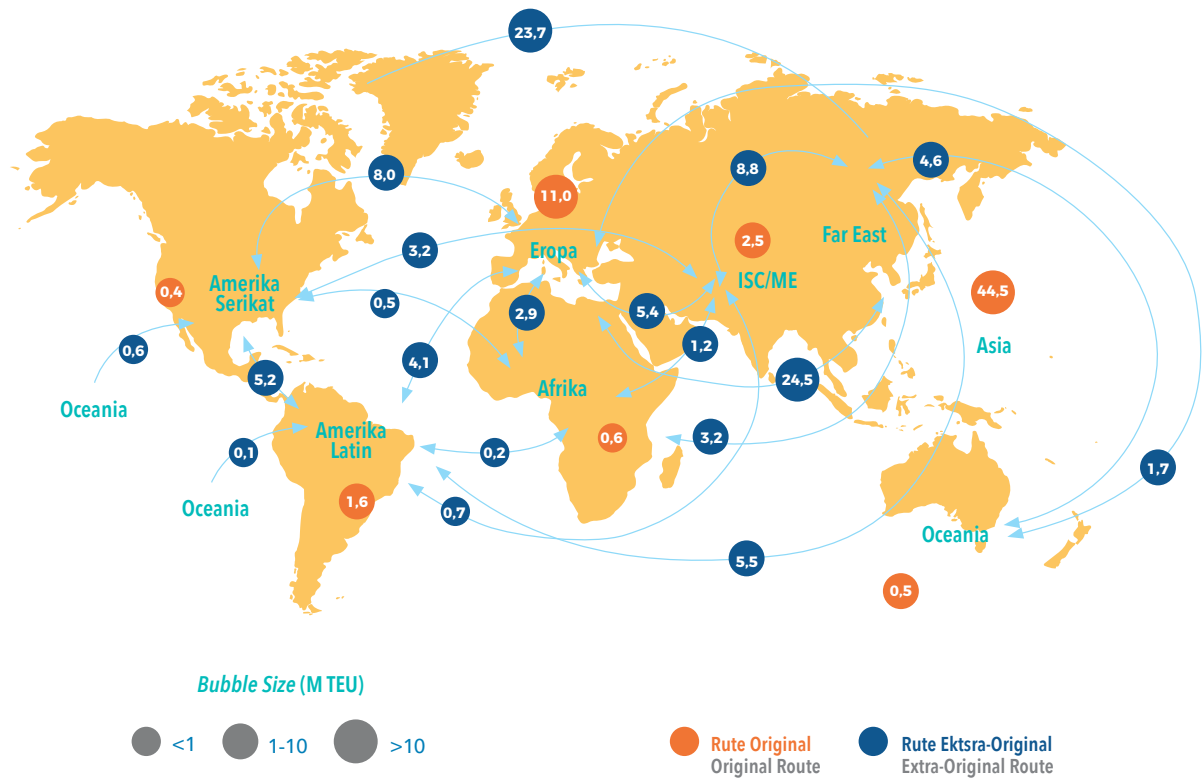 23,7
8,0
11,0
8,8
4,6
3,2
Eropa
2,5
Far East
ISC/ME
Amerika
Serikat
0,4
0,5
2,9
5,4
44,5
0,6
1,2
Asia
4,1
5,2
24,5
Afrika
Oceania
Amerika
Latin
0,1
0,2
0,6
3,2
1,7
Oceania
1,6
0,7
Oceania
5,5
0,5
Bubble Size (M TEU)
<1
1-10
>10
Rute Original
Original Route
Rute Ektsra-Original
Extra-Original Route